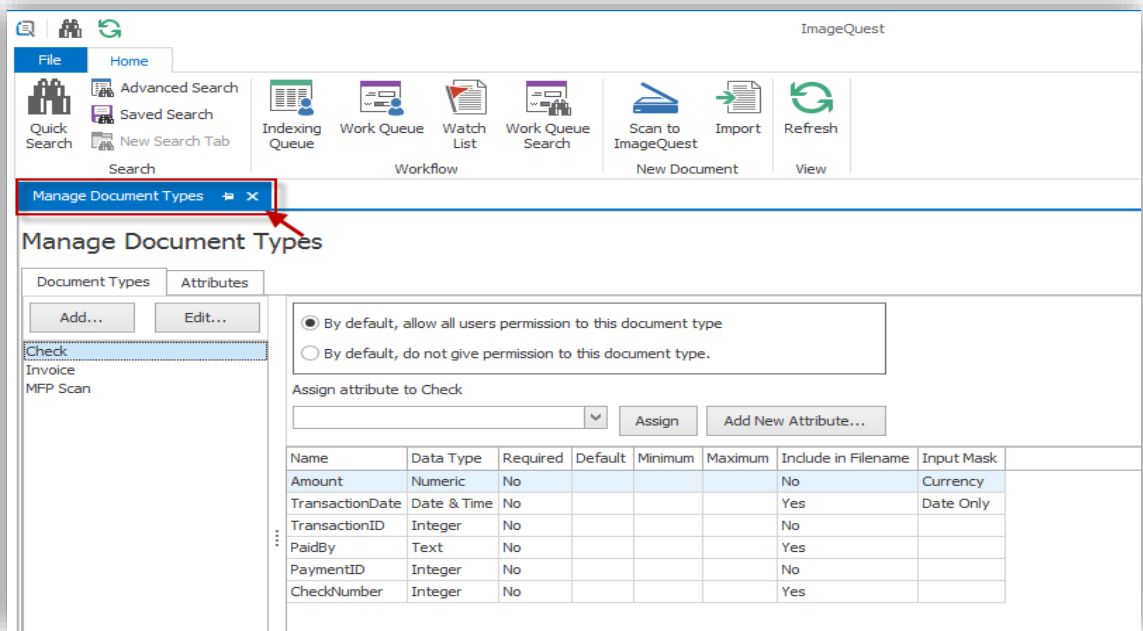 ImageQuest
File Home
Quick Search
Advanced Search
Saved Search
New Search Tab
Indexing Queue
Work Queue
Watch List
Work Queue Search
Scan to ImageQuest
Import
Refresh
Search Workflow New Document View
Manage Document Types
Manage Document Types
Document Types Attributes
Add... Edit...
Check
Invoice
MFP Scan
By default, allow all users permission to this document type
By default, do not give permission to this document type.
Assign attribute to Check
Assign Add New Attribute...
Name Data Type Required Default Minimum Maximum Include in Filename Input Mask
Amount Numeric No No Currency
TransactionDate Date & Time No Yes Date Only
TransactionID Integer No No
PaidBy Text No Yes
PaymentID Integer No No
CheckNumber Integer No Yes